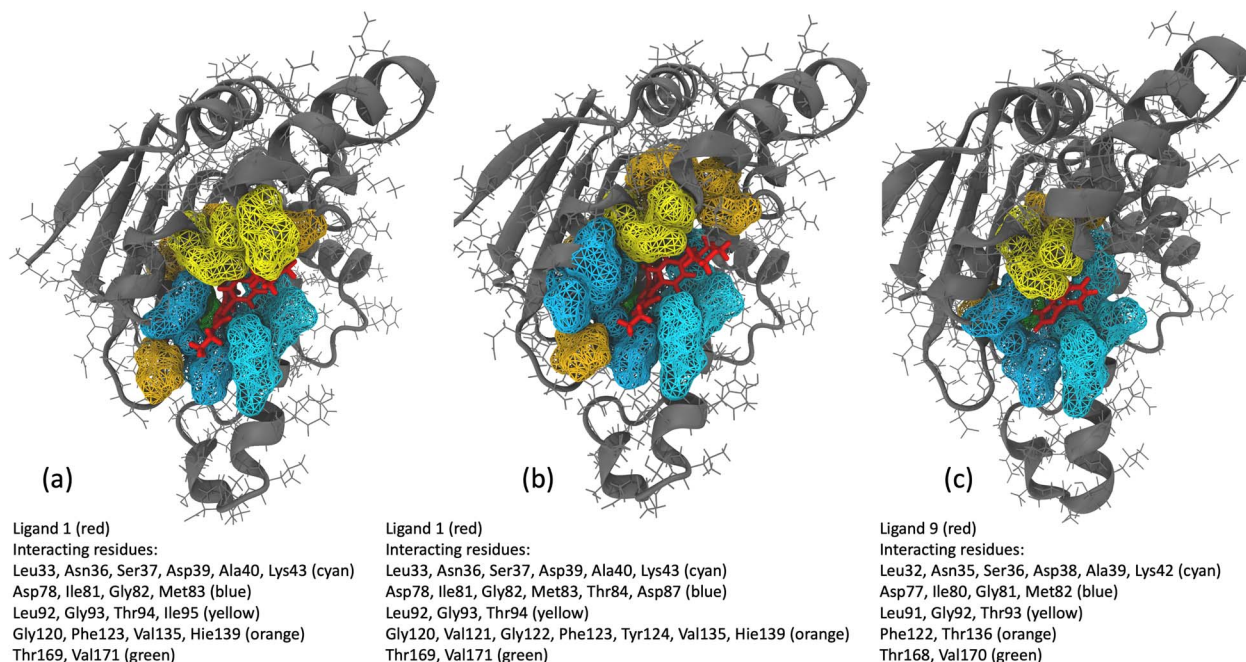 (a)
Ligand 1 (red)
Interacting residues:
Leu33, Asn36, Ser37, Asp39, Ala40, Lys43 (cyan)
Asp78, Ile81, Gly82, Met83 (blue)
Leu92, Gly93, Thr94, Ile95 (yellow)
Gly120, Phe123, Val135, Hie139 (orange)
Thr169, Val171 (green)
(b)
Ligand 1 (red)
Interacting residues:
Leu33, Asn36, Ser37, Asp39, Ala40, Lys43 (cyan)
Asp78, Ile81, Gly82, Met83, Thr84, Asp87 (blue)
Leu92, Gly93, Thr94 (yellow)
Gly120, Val121, Gly122, Phe123, Tyr124, Val135, Hie139 (orange)
Thr169, Val171 (green)
(c)
Ligand 9 (red)
Interacting residues:
Leu32, Asn35, Ser36, Asp38, Ala39, Lys42 (cyan)
Asp77, Ile80, Gly81, Met82 (blue)
Leu91, Gly92, Thr93 (yellow)
Phe122, Thr136 (orange)
Thr168, Val170 (green)